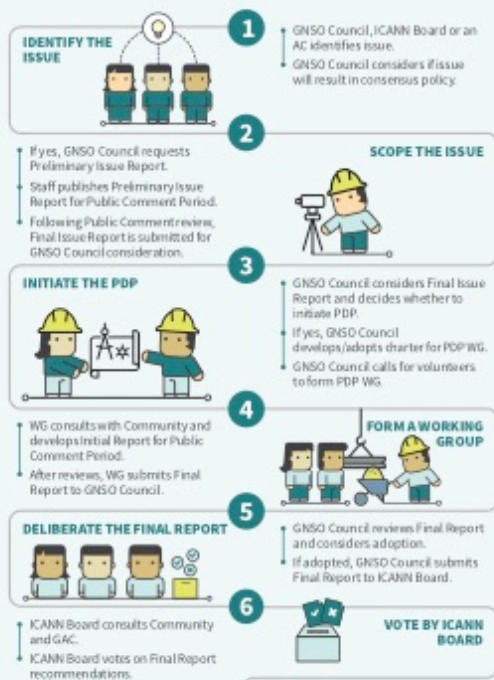 1
IDENTIFY THE
ISSUE
GNSO Council, ICANN Board or an
AC identifies issue.
GNSO Council considers if issue
will result in consensus policy.
2
SCOPE THE ISSUE
If yes, GNSO Council requests
Preliminary Issue Report.
Staff publishes Preliminary Issue
Report for Public Comment Period.
Following Public Comment review,
Final Issue Report is submitted for
GNSO Council consideration.
3
INITIATE THE PDP
GNSO Council considers Final Issue
Report and decides whether to
initiate PDP.
If yes, GNSO Council
develops/adopts charter for PDP WG.
GNSO Council calls for volunteers
to form PDP WG.
4
FORM A WORKING
GROUP
WG consults with Community and
develops Initial Report for Public
Comment Period.
After reviews, WG submits Final
Report to GNSO Council.
5
DELIBERATE THE FINAL REPORT
GNSO Council reviews Final Report
and considers adoption.
If adopted, GNSO Council submits
Final Report to ICANN Board.
6
VOTE BY ICANN
BOARD
ICANN Board consults Community
and GAC.
ICANN Board votes on Final Report
recommendations.